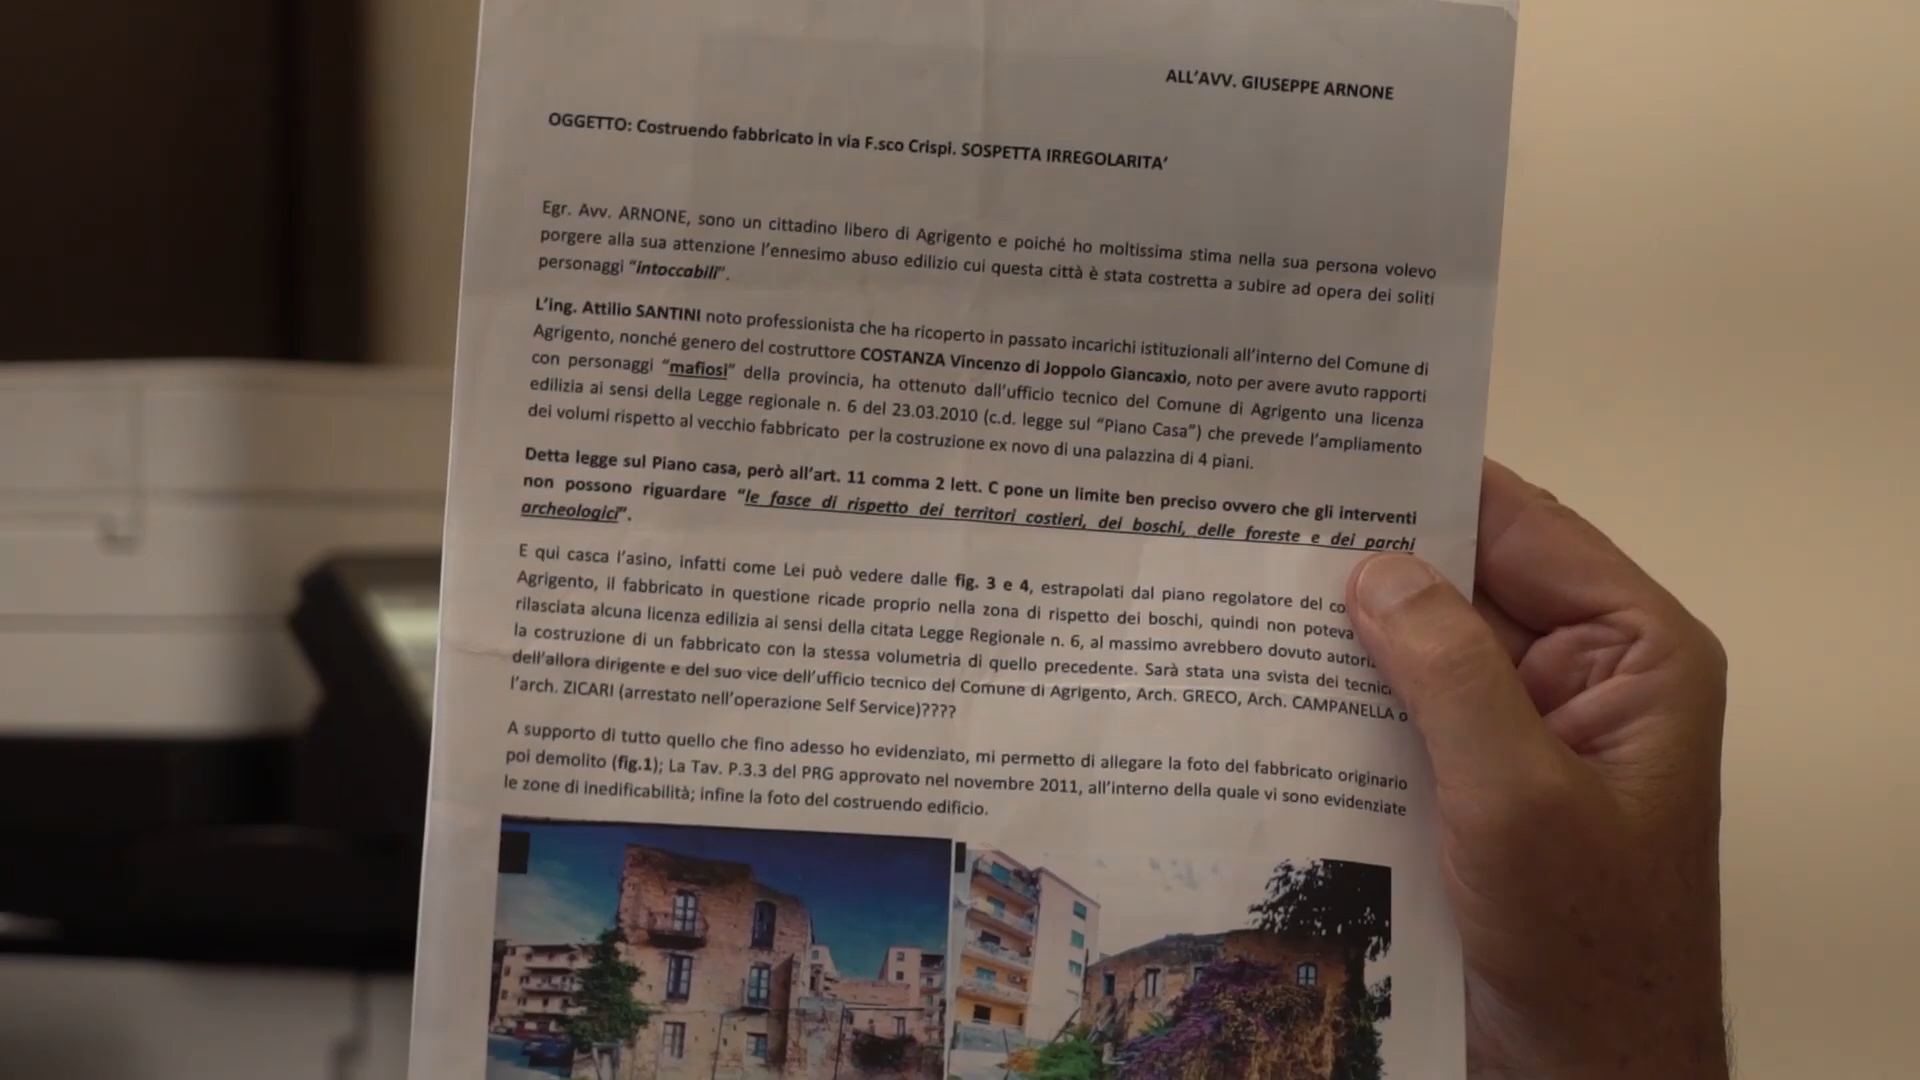 ALL'AVV. GIUSEPPE ARNONE
OGGETTO: Costruendo fabbricato in via F.sco Crispi. SOSPETTA IRREGOLARITA'
Egr. Avv. ARNONE, sono un cittadino libero di Agrigento e poiché ho moltissima stima nella sua persona volevo
porgere alla sua attenzione l'ennesimo abuso edilizio cui questa città è stata costretta a subire ad opera dei soliti
personaggi "intoccabili".
L'ing. Attilio SANTINI noto professionista che ha ricoperto in passato incarichi istituzionali all'interno del Comune di
Agrigento, nonché genero del costruttore COSTANZA Vincenzo di Joppolo Giancaxio, noto per avere avuto rapporti
con personaggi "mafiosi" della provincia, ha ottenuto dall'ufficio tecnico del Comune di Agrigento una licenza
edilizia ai sensi della Legge regionale n. 6 del 23.03.2010 (c.d. legge sul "Piano Casa") che prevede l'ampliamento
dei volumi rispetto al vecchio fabbricato per la costruzione ex novo di una palazzina di 4 piani.
Detta legge sul Piano casa, però all'art. 11 comma 2 lett. C pone un limite ben preciso ovvero che gli interventi
non possono riguardare "le fasce di rispetto dei territori costieri, dei boschi, delle foreste e dei parchi
archeologici".
E qui casca l'asino, infatti come Lei può vedere dalle fig. 3 e 4, estrapolati dal piano regolatore del co
Agrigento, il fabbricato in questione ricade proprio nella zona di rispetto dei boschi, quindi non poteva
rilasciata alcuna licenza edilizia ai sensi della citata Legge Regionale n. 6, al massimo avrebbero dovuto autori
la costruzione di un fabbricato con la stessa volumetria di quello precedente. Sarà stata una svista dei tecnici
dell'allora dirigente e del suo vice dell'ufficio tecnico del Comune di Agrigento, Arch. GRECO, Arch. CAMPANELLA o
l'arch. ZICARI (arrestato nell'operazione Self Service)????
A supporto di tutto quello che fino adesso ho evidenziato, mi permetto di allegare la foto del fabbricato originario
poi demolito (fig.1); La Tav. P.3.3 del PRG approvato nel novembre 2011, all'interno della quale vi sono evidenziate
le zone di inedificabilità; infine la foto del costruendo edificio.